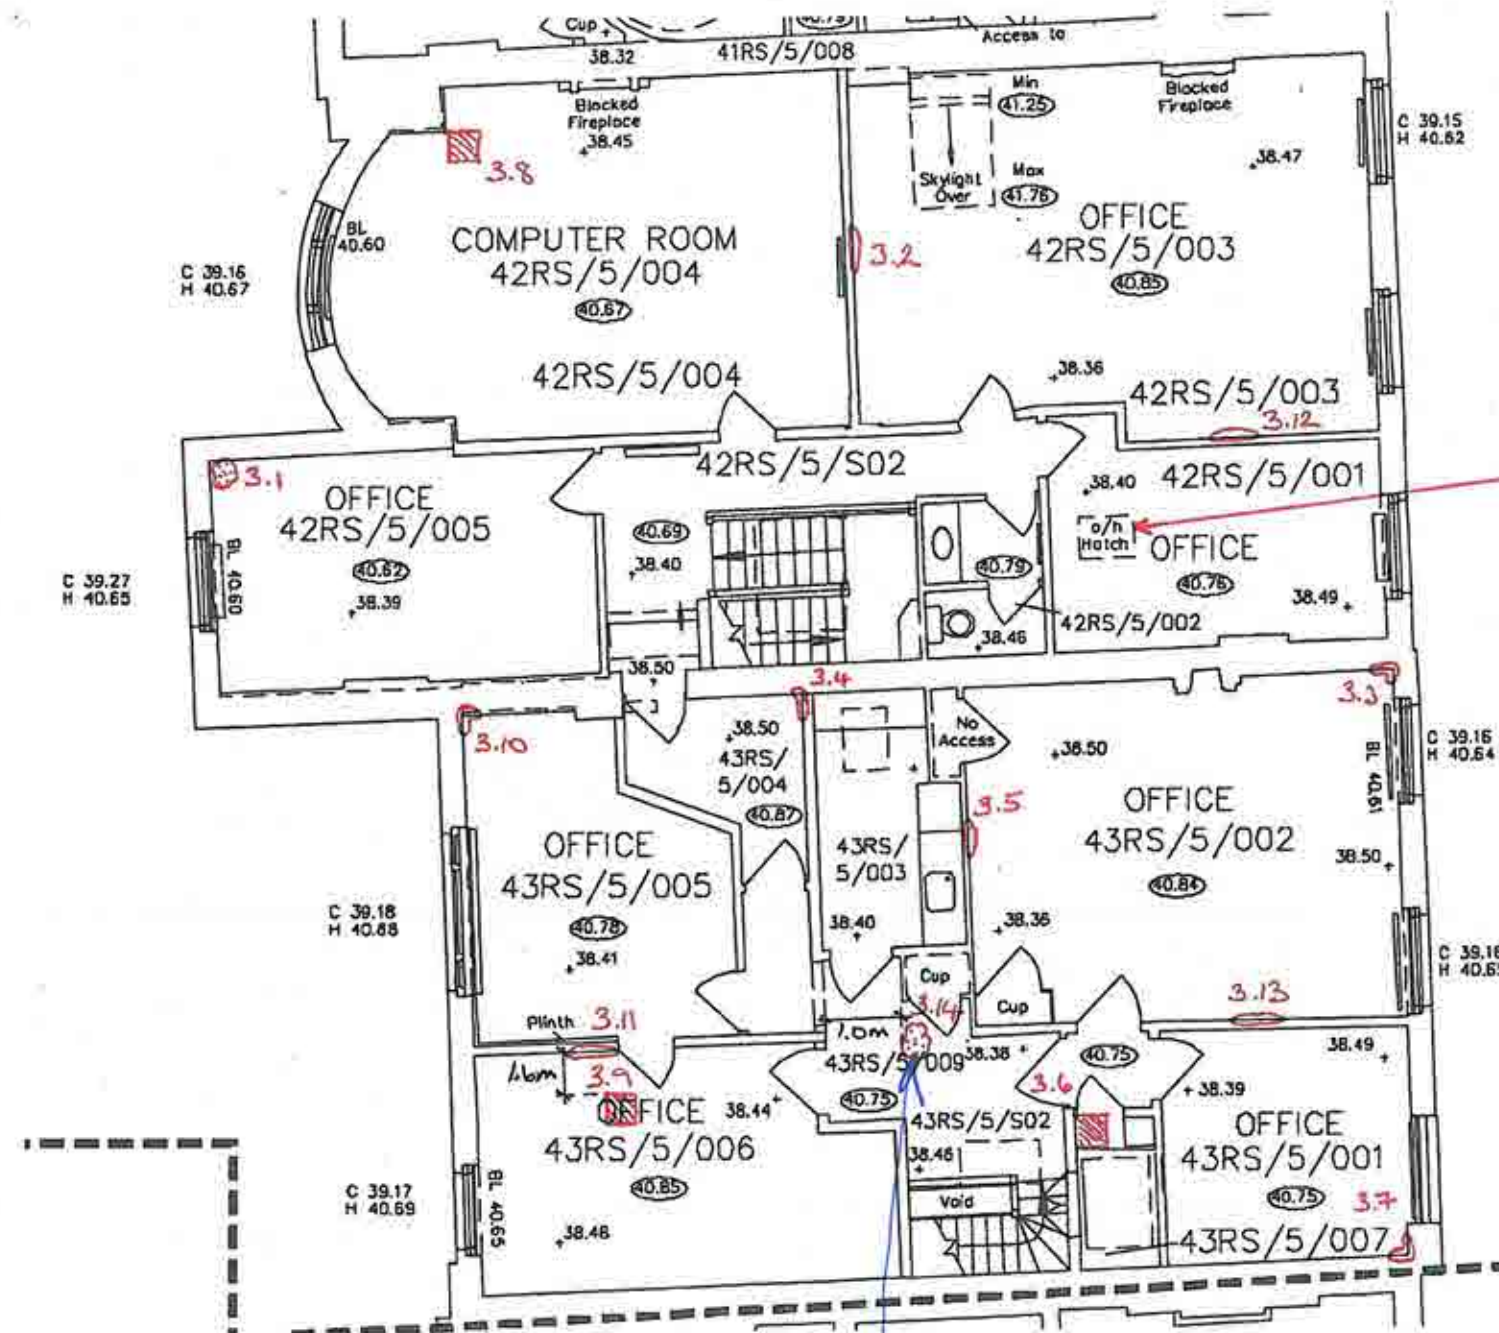 Cup
38.32
41RS/5/008
40.79
Access to
Blocked
Fireplace
38.45
Min
41.25
Blocked
Fireplace
C 39.15
H 40.62
3.8
Skylight
Over
Max
41.76
38.47
BL
40.60
COMPUTER ROOM
42RS/5/004
40.67
3.2
OFFICE
42RS/5/003
40.85
C 39.16
H 40.67
42RS/5/004
38.36
42RS/5/003
3.12
3.1
OFFICE
42RS/5/005
40.62
38.39
BL 40.60
C 39.27
H 40.65
42RS/5/S02
40.69
38.40
40.79
38.40
42RS/5/001
o/h
Hatch
OFFICE
40.76
38.49
42RS/5/002
38.46
38.50
3.4
3.3
3.10
38.50
43RS/
5/004
40.87
No
Access
38.50
BL 40.61
C 39.16
H 40.64
3.5
OFFICE
43RS/5/002
40.84
38.50
OFFICE
43RS/5/005
40.78
38.41
43RS/
5/003
38.40
38.36
C 39.18
H 40.68
C 39.16
Cup
Cup
3.14
3.13
Plinth
3.11
1.0m
43RS/5/009
38.38
40.75
38.49
1.6m
3.9
OFFICE
43RS/5/006
40.65
38.44
40.75
43RS/5/S02
38.46
3.6
38.39
OFFICE
43RS/5/001
40.75
3.7
43RS/5/007
C 39.17
H 40.69
BL 40.65
38.46
Void